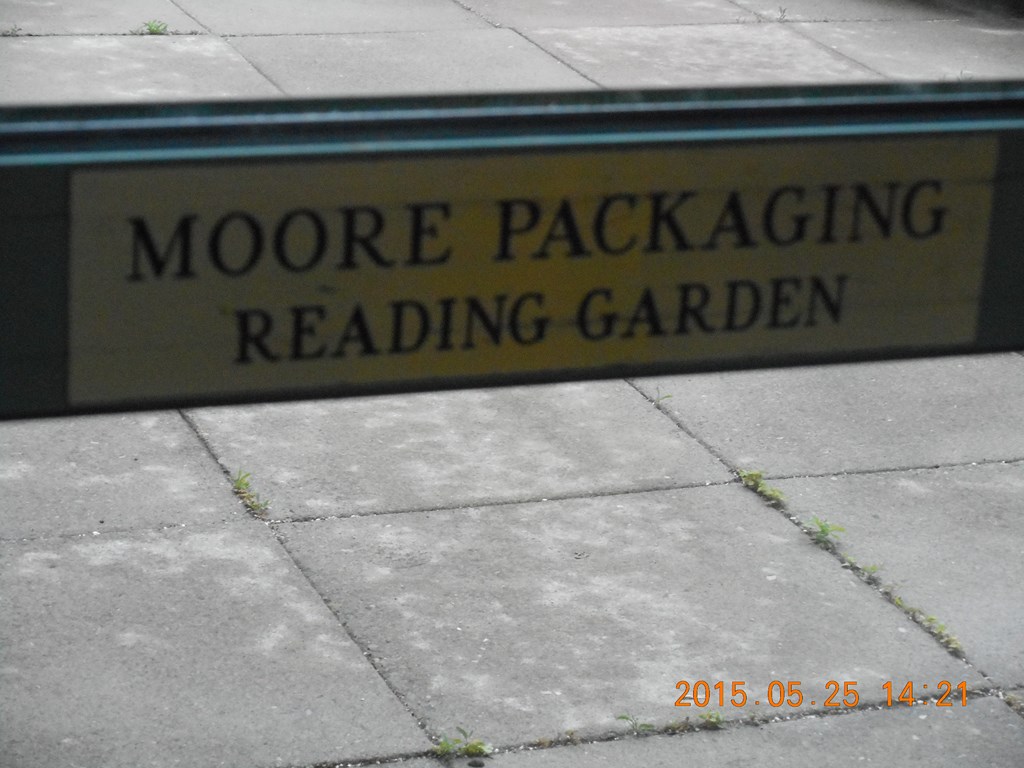 MOORE PACKAGING
READING GARDEN
2015.05.25 14:21